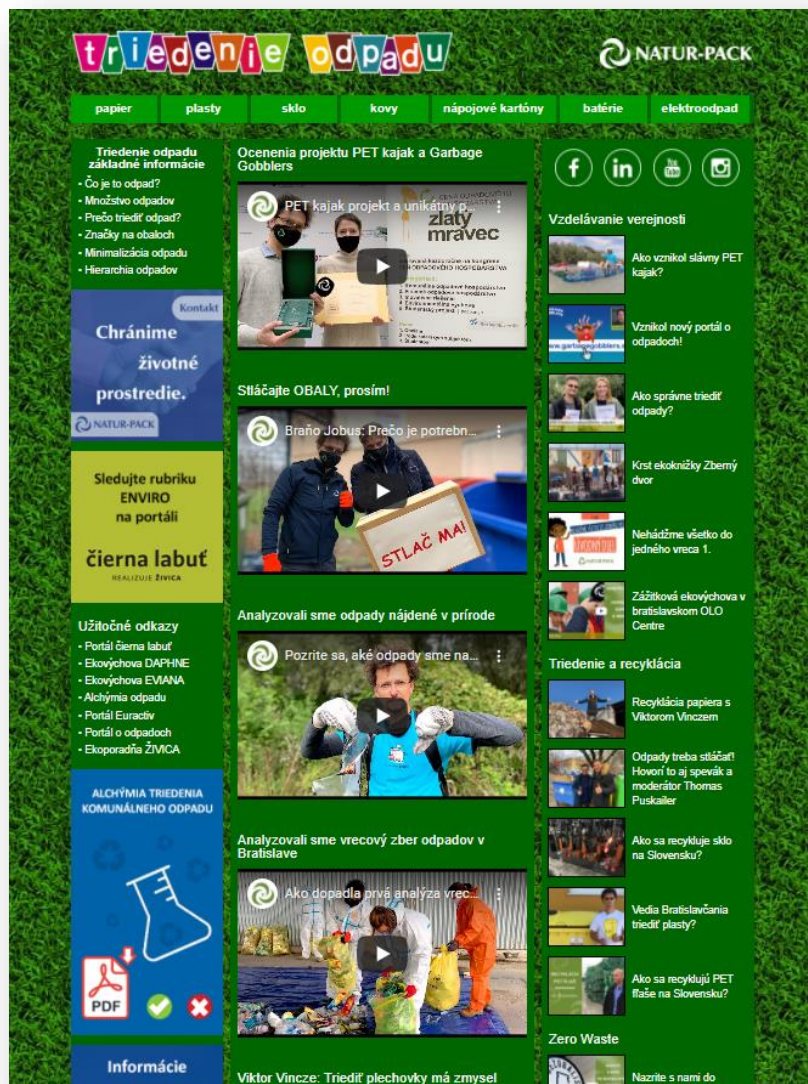 triedenie odpadu
NATUR-PACK
papier
plasty
sklo
kovy
nápojové kartóny
batérie
elektroodpad
Triedenie odpadu
základné informácie
- Čo je to odpad?
- Množstvo odpadov
- Prečo triediť odpad?
- Značky na obaloch
- Minimalizácia odpadu
- Hierarchia odpadov
Kontakt
Chránime
životné
prostredie.
NATUR-PACK
Sledujte rubriku
ENVIRO
na portáli
čierna labuť
REALIZUJE ŽIVICA
Užitočné odkazy
- Portál čierna labuť
- Ekovýchova DAPHNE
- Ekovýchova EVIANA
- Alchýmia odpadu
- Portál Euractiv
- Portál o odpadoch
- Ekoporadňa ŽIVICA
ALCHÝMIA TRIEDENIA
KOMUNÁLNEHO ODPADU
PDF
Informácie
Ocenenia projektu PET kajak a Garbage
Gobblers
PET kajak projekt a unikátny p...
zlatý
mravec
Stláčajte OBALY, prosím!
Braňo Jobus: Prečo je potrebn...
STLAČ MA!
Analyzovali sme odpady nájdené v prírode
Pozrite sa, aké odpady sme na...
Analyzovali sme vrecový zber odpadov v
Bratislave
Ako dopadla prvá analýza vrec...
Viktor Vincze: Triediť plechovky má zmysel
f
in
You
Tube
Vzdelávanie verejnosti
Ako vznikol slávny PET
kajak?
Vznikol nový portál o
odpadoch!
Ako správne triediť
odpady?
Krst ekoknižky Zberný
dvor
Nehádžme všetko do
jedného vreca 1.
Zážitková ekovýchova v
bratislavskom OLO
Centre
Triedenie a recyklácia
Recyklácia papiera s
Viktorom Vinczem
Odpady treba stláčať!
Hovorí to aj spevák a
moderátor Thomas
Puskailer
Ako sa recykluje sklo
na Slovensku?
Vedia Bratislavčania
triediť plasty?
Ako sa recyklujú PET
fľaše na Slovensku?
Zero Waste
Nazrite s nami do